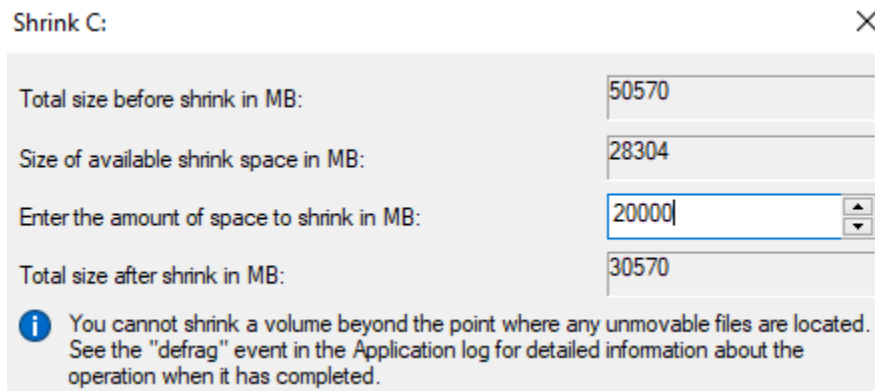 Shrink C:
Total size before shrink in MB: 50570
Size of available shrink space in MB: 28304
Enter the amount of space to shrink in MB: 20000
Total size after shrink in MB: 30570
You cannot shrink a volume beyond the point where any unmovable files are located.
See the "defrag" event in the Application log for detailed information about the
operation when it has completed.